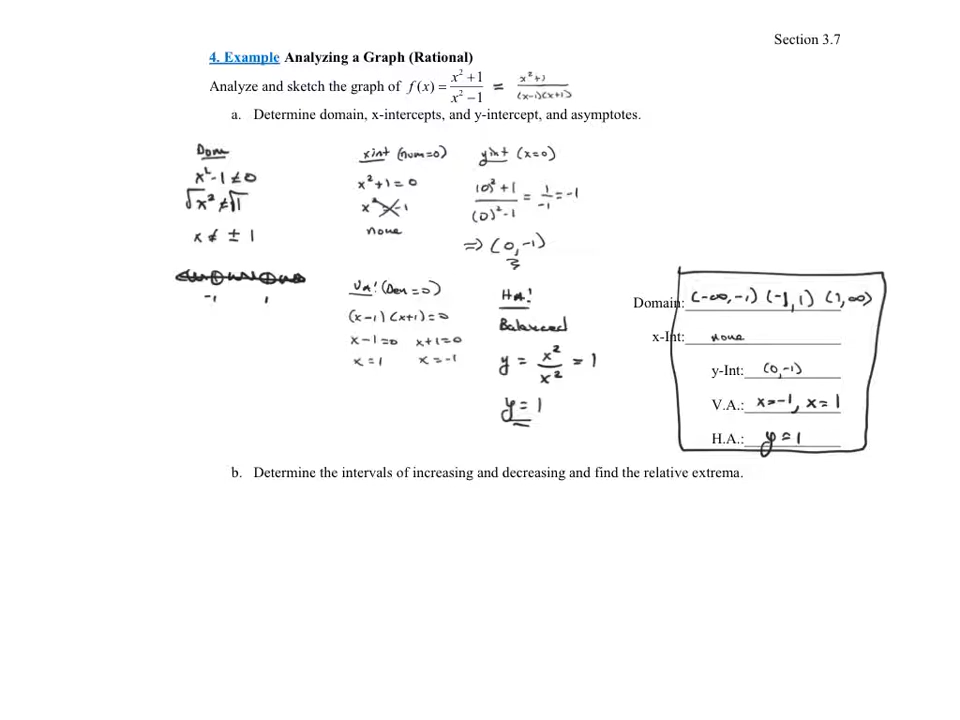 Section 3.7
4. Example Analyzing a Graph (Rational)
Analyze and sketch the graph of f(x) = (x² + 1)/(x² − 1) = (x²+1)/((x-1)(x+1))
a. Determine domain, x-intercepts, and y-intercept, and asymptotes.
Dom
x²-1≠0
√x² ≠ √1
x ≠ ± 1
-1 1
xint (num=0)
x²+1=0
x² = -1
none
yint (x=0)
((0)²+1)/((0)²-1) = 1/-1 = -1
⇒ (0,-1)
VA! (Den=0)
(x-1)(x+1)=0
x-1=0 x+1=0
x=1 x=-1
HA!
Balanced
y = x²/x² = 1
y=1
Domain: (-∞,-1) (-1,1) (1,∞)
x-Int: none
y-Int: (0,-1)
V.A.: x=-1, x=1
H.A.: y=1
b. Determine the intervals of increasing and decreasing and find the relative extrema.